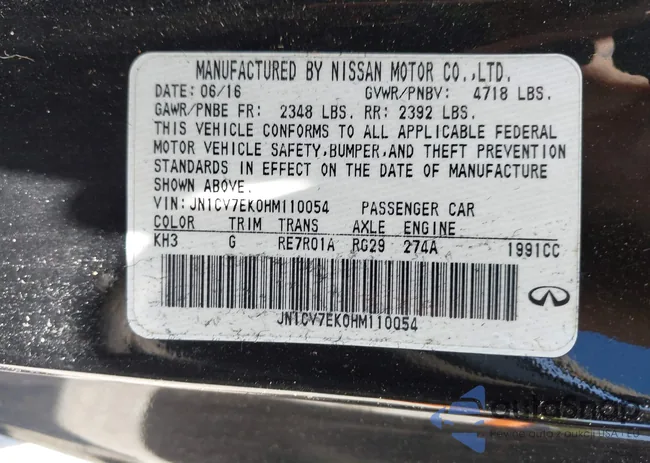 MANUFACTURED BY NISSAN MOTOR CO.,LTD.
DATE: 06/16 GVWR/PNBV: 4718 LBS.
GAWR/PNBE FR: 2348 LBS. RR: 2392 LBS.
THIS VEHICLE CONFORMS TO ALL APPLICABLE FEDERAL
MOTOR VEHICLE SAFETY,BUMPER,AND THEFT PREVENTION
STANDARDS IN EFFECT ON THE DATE OF MANUFACTURE
SHOWN ABOVE.
VIN: JN1CV7EK0HM110054 PASSENGER CAR
COLOR TRIM TRANS AXLE ENGINE
KH3 G RE7R01A RG29 274A 1991CC
JN1CV7EK0HM110054
autoSnap